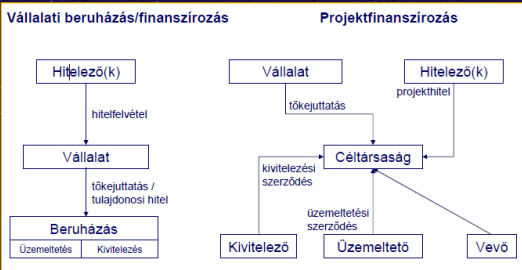 Vállalati beruházás/finanszírozás
Projektfinanszírozás
Hitelező(k)
hitelfelvétel
Vállalat
tőkejuttatás /
tulajdonosi hitel
Beruházás
Üzemeltetés
Kivitelezés
Vállalat
Hitelező(k)
projekthitel
tőkejuttatás
Céltársaság
kivitelezési
szerződés
üzemeltetési
szerződés
Kivitelező
Üzemeltető
Vevő